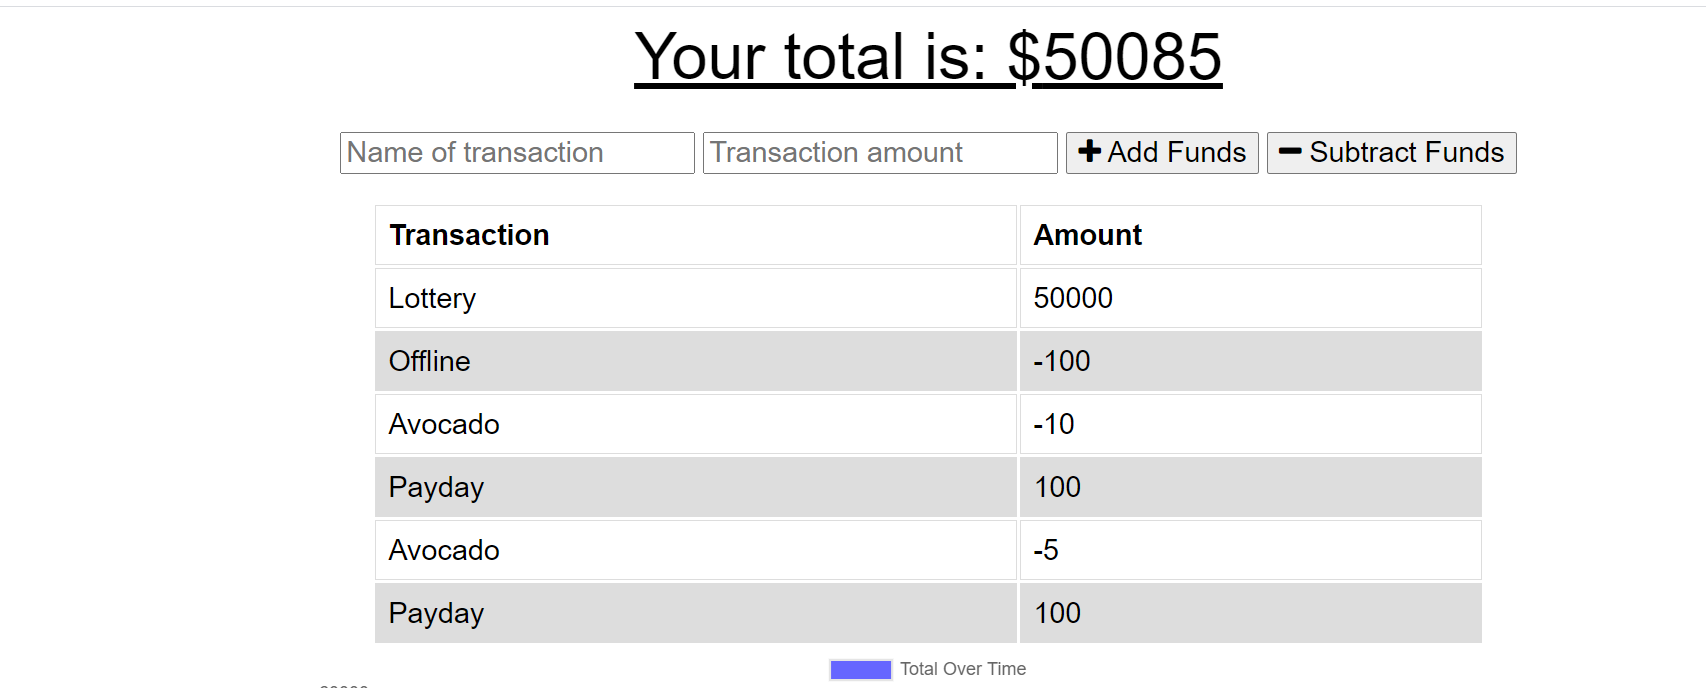 Your total is: $50085
Name of transaction Transaction amount Add Funds Subtract Funds
Transaction Amount
Lottery 50000
Offline -100
Avocado -10
Payday 100
Avocado -5
Payday 100
Total Over Time